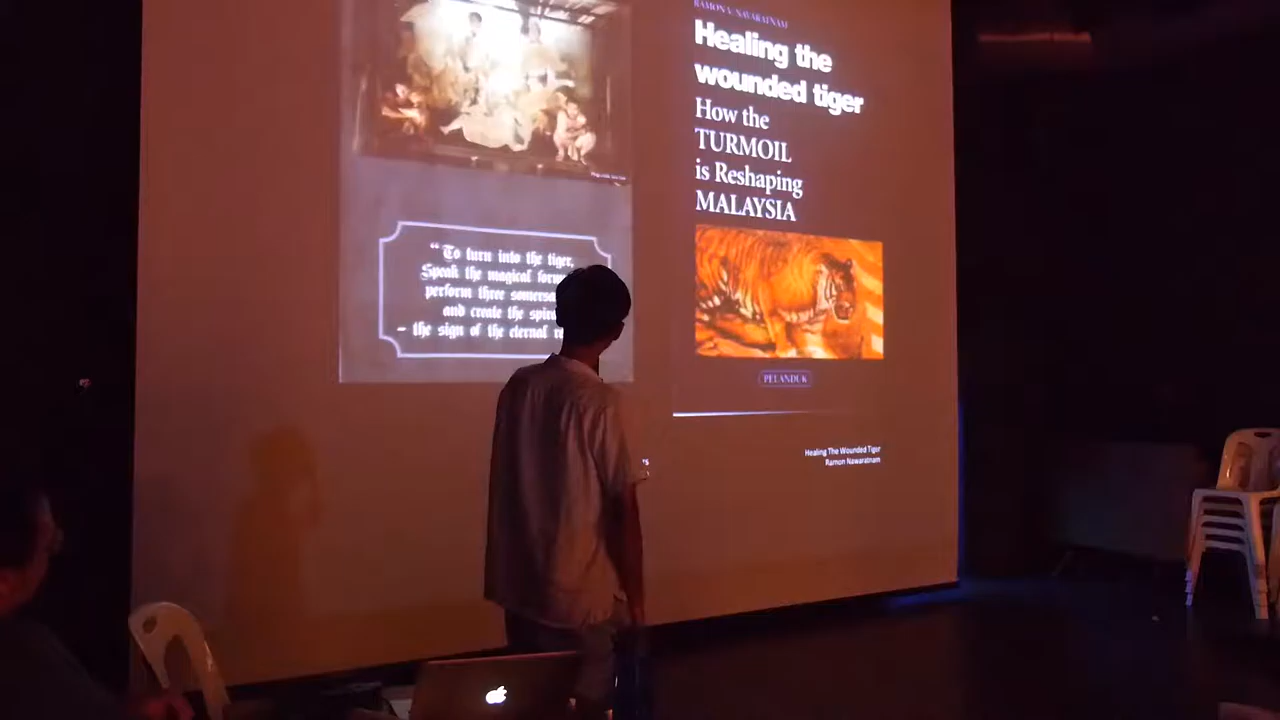 “To turn into the tiger,
Speak the magical
perform three
and create the
– the sign of the eternal
RAMON V. NAVARATNAM
Healing the
wounded tiger
How the
TURMOIL
is Reshaping
MALAYSIA
PELANDUK
Healing The Wounded Tiger
Ramon Nawaratnam